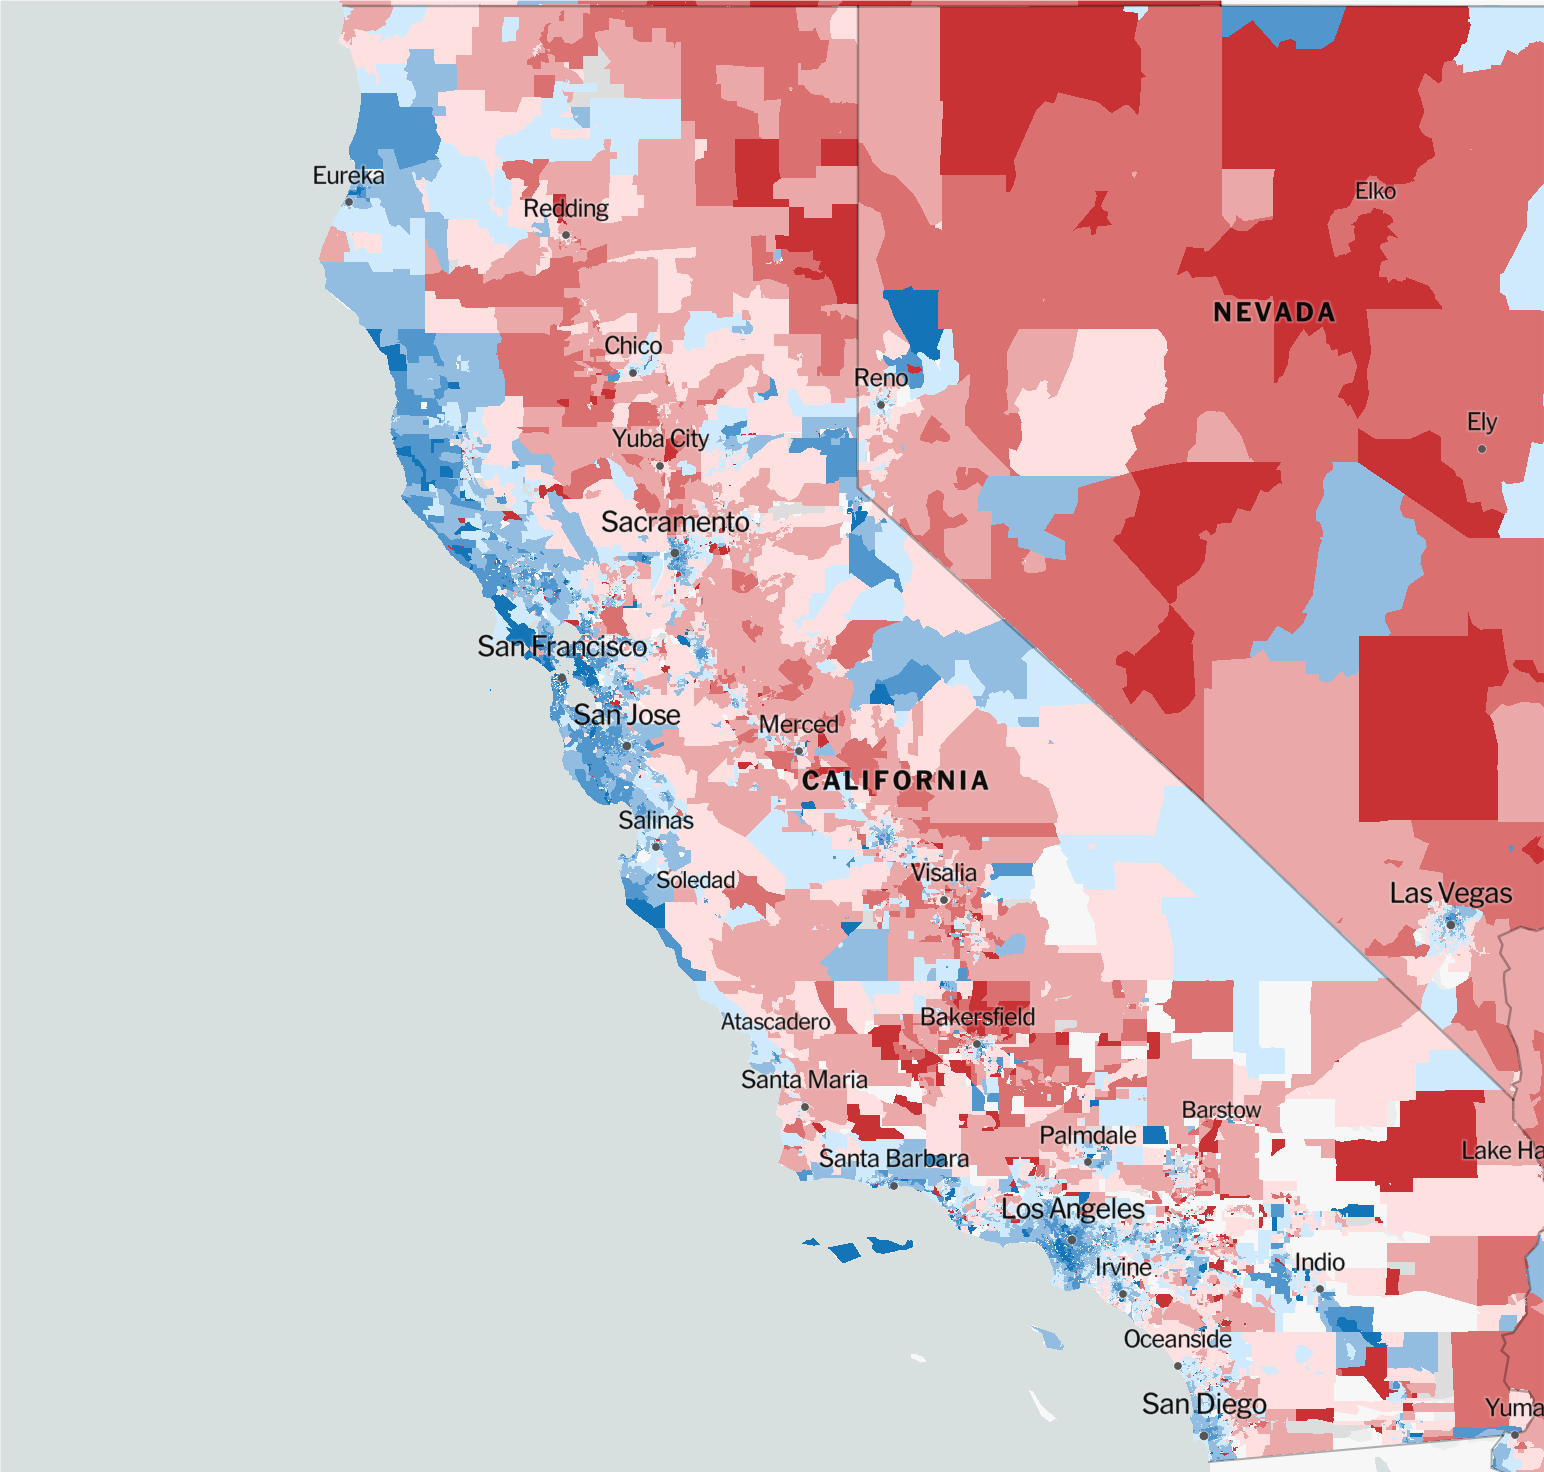 Eureka
Redding
Elko
NEVADA
Chico
Reno
Ely
Yuba City
Sacramento
San Francisco
San Jose
Merced
CALIFORNIA
Salinas
Visalia
Soledad
Las Vegas
Bakersfield
Atascadero
Santa Maria
Barstow
Palmdale
Lake Ha
Santa Barbara
Los Angeles
Irvine
Indio
Oceanside
San Diego
Yuma